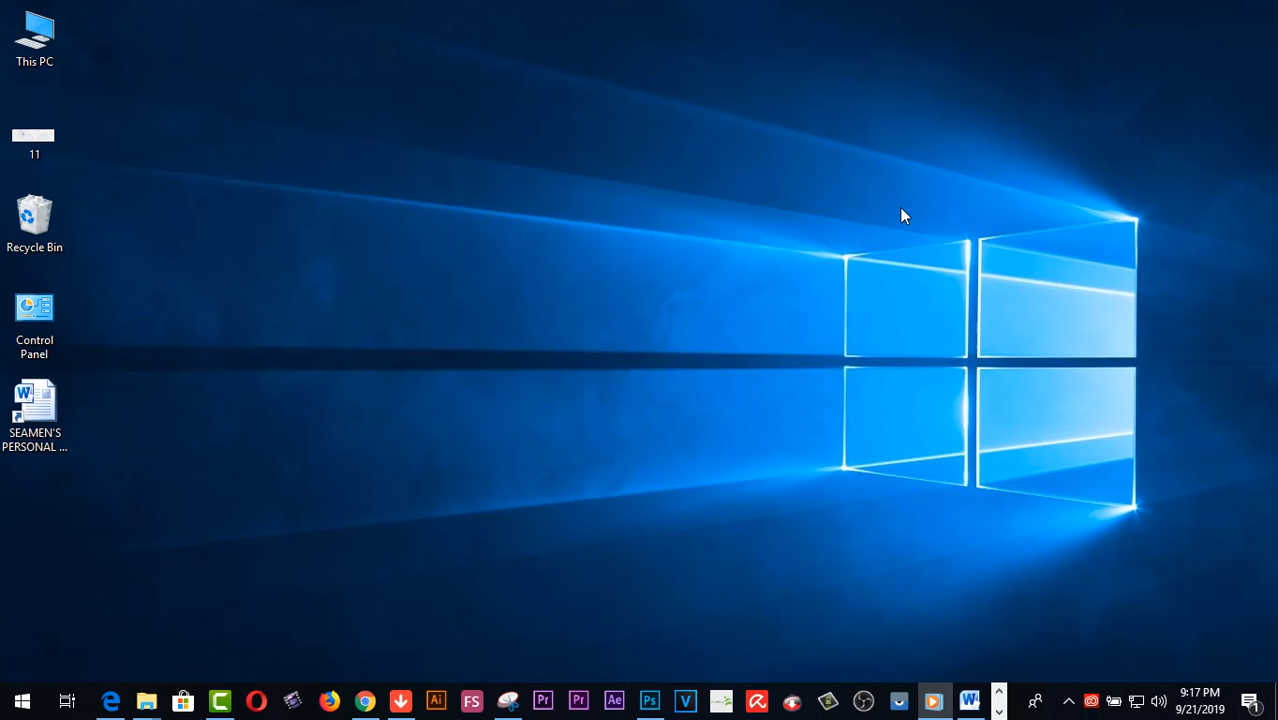 This PC
11
Recycle Bin
Control
Panel
SEAMEN'S
PERSONAL ...
Ai
FS
Pr
Pr
Ae
Ps
V
9:17 PM
9/21/2019
1